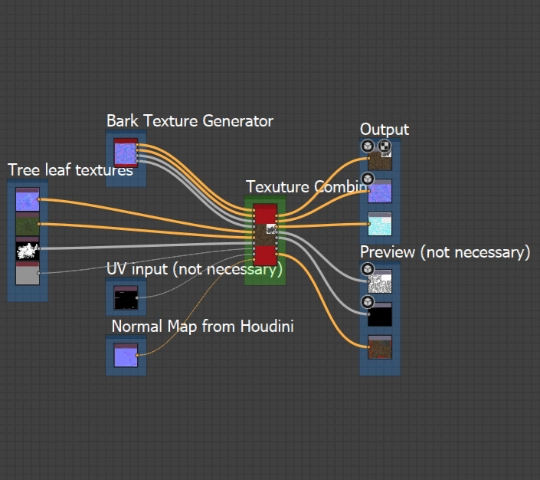 Bark Texture Generator
Output
Tree leaf textures
Texuture Combin
Preview (not necessary)
UV input (not necessary)
Normal Map from Houdini